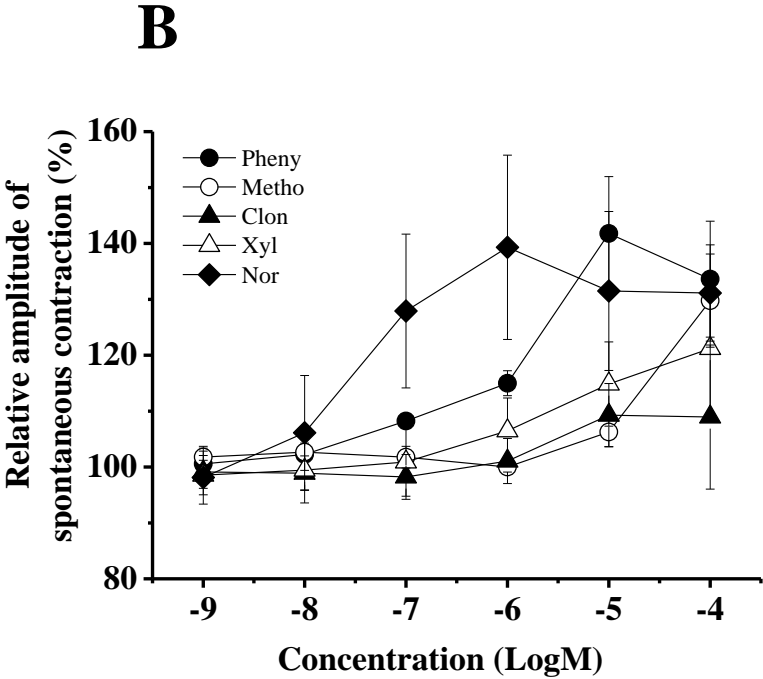 B
Relative amplitude of
spontaneous contraction (%)
160
140
120
100
80
Pheny
Metho
Clon
Xyl
Nor
-9 -8 -7 -6 -5 -4
Concentration (LogM)